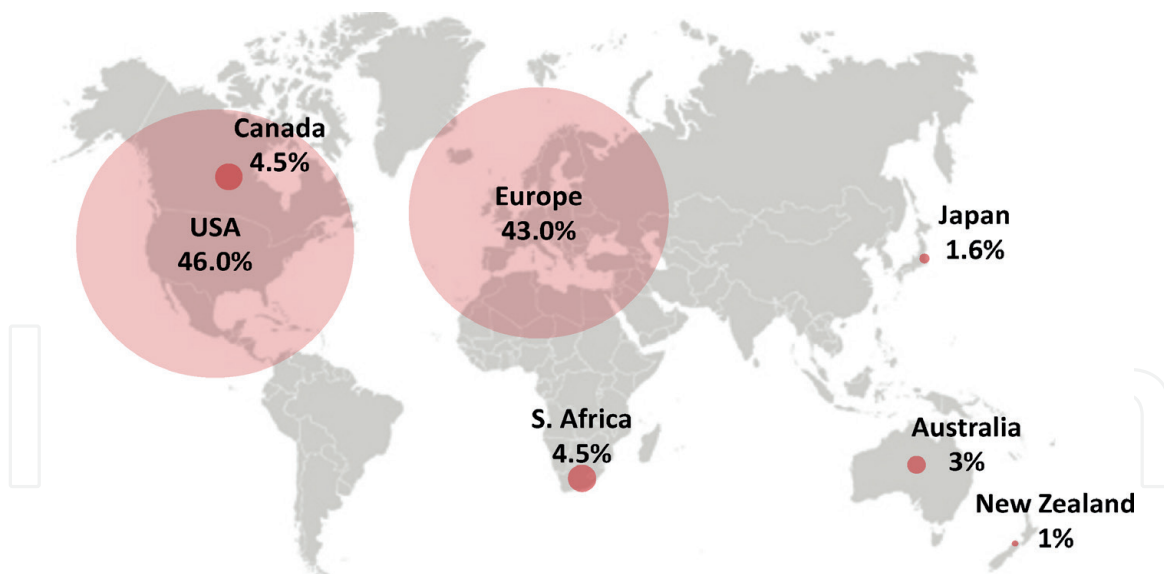 Canada
4.5%
USA
46.0%
Europe
43.0%
Japan
1.6%
S. Africa
4.5%
Australia
3%
New Zealand
1%